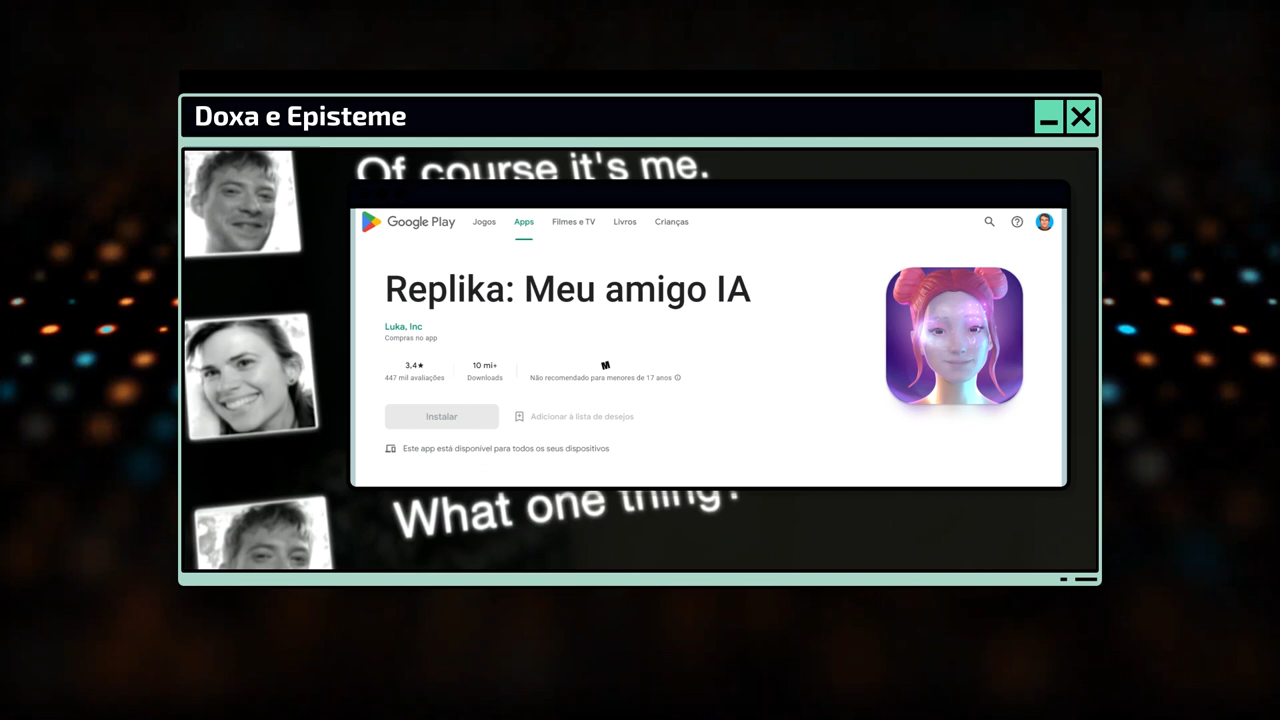 Doxa e Episteme
Of course it's me.
Google Play Jogos Apps Filmes e TV Livros Crianças
Replika: Meu amigo IA
Luka, Inc
Compras no app
3,4★ 10 mi+
447 mil avaliações Downloads Não recomendado para menores de 17 anos
Instalar Adicionar à lista de desejos
Este app está disponível para todos os seus dispositivos
What one thing?